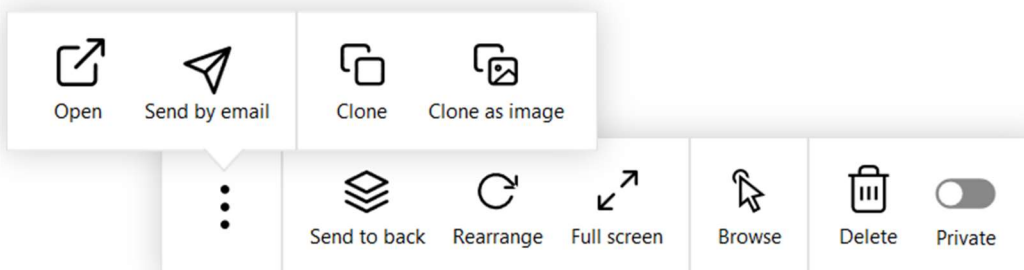 Open
Send by email
Clone
Clone as image
Send to back
Rearrange
Full screen
Browse
Delete
Private